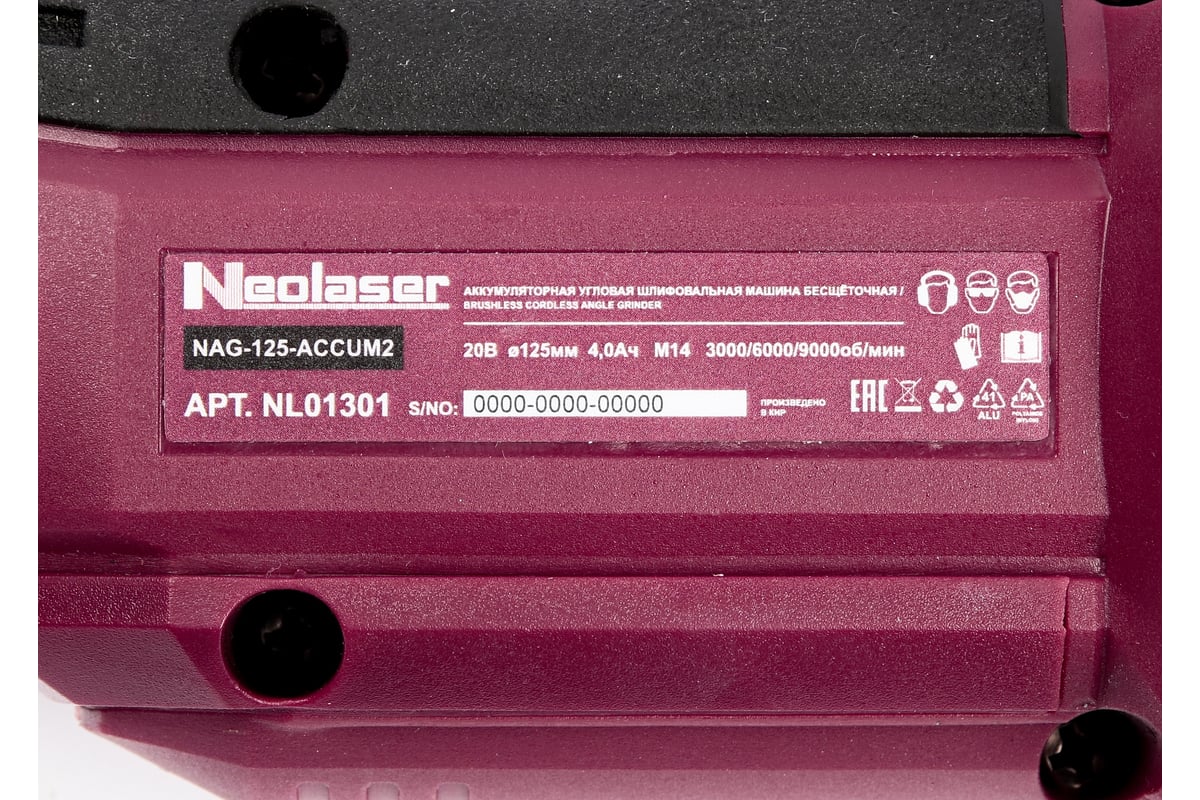 Neolaser
АККУМУЛЯТОРНАЯ УГЛОВАЯ ШЛИФОВАЛЬНАЯ МАШИНА БЕСЩЁТОЧНАЯ /
BRUSHLESS CORDLESS ANGLE GRINDER
NAG-125-ACCUM2
20В ø125мм 4,0Ач М14 3000/6000/9000об/мин
АРТ. NL01301
S/NO: 0000-0000-00000
ПРОИЗВЕДЕНО
В КНР
EAC
41
ALU
PA